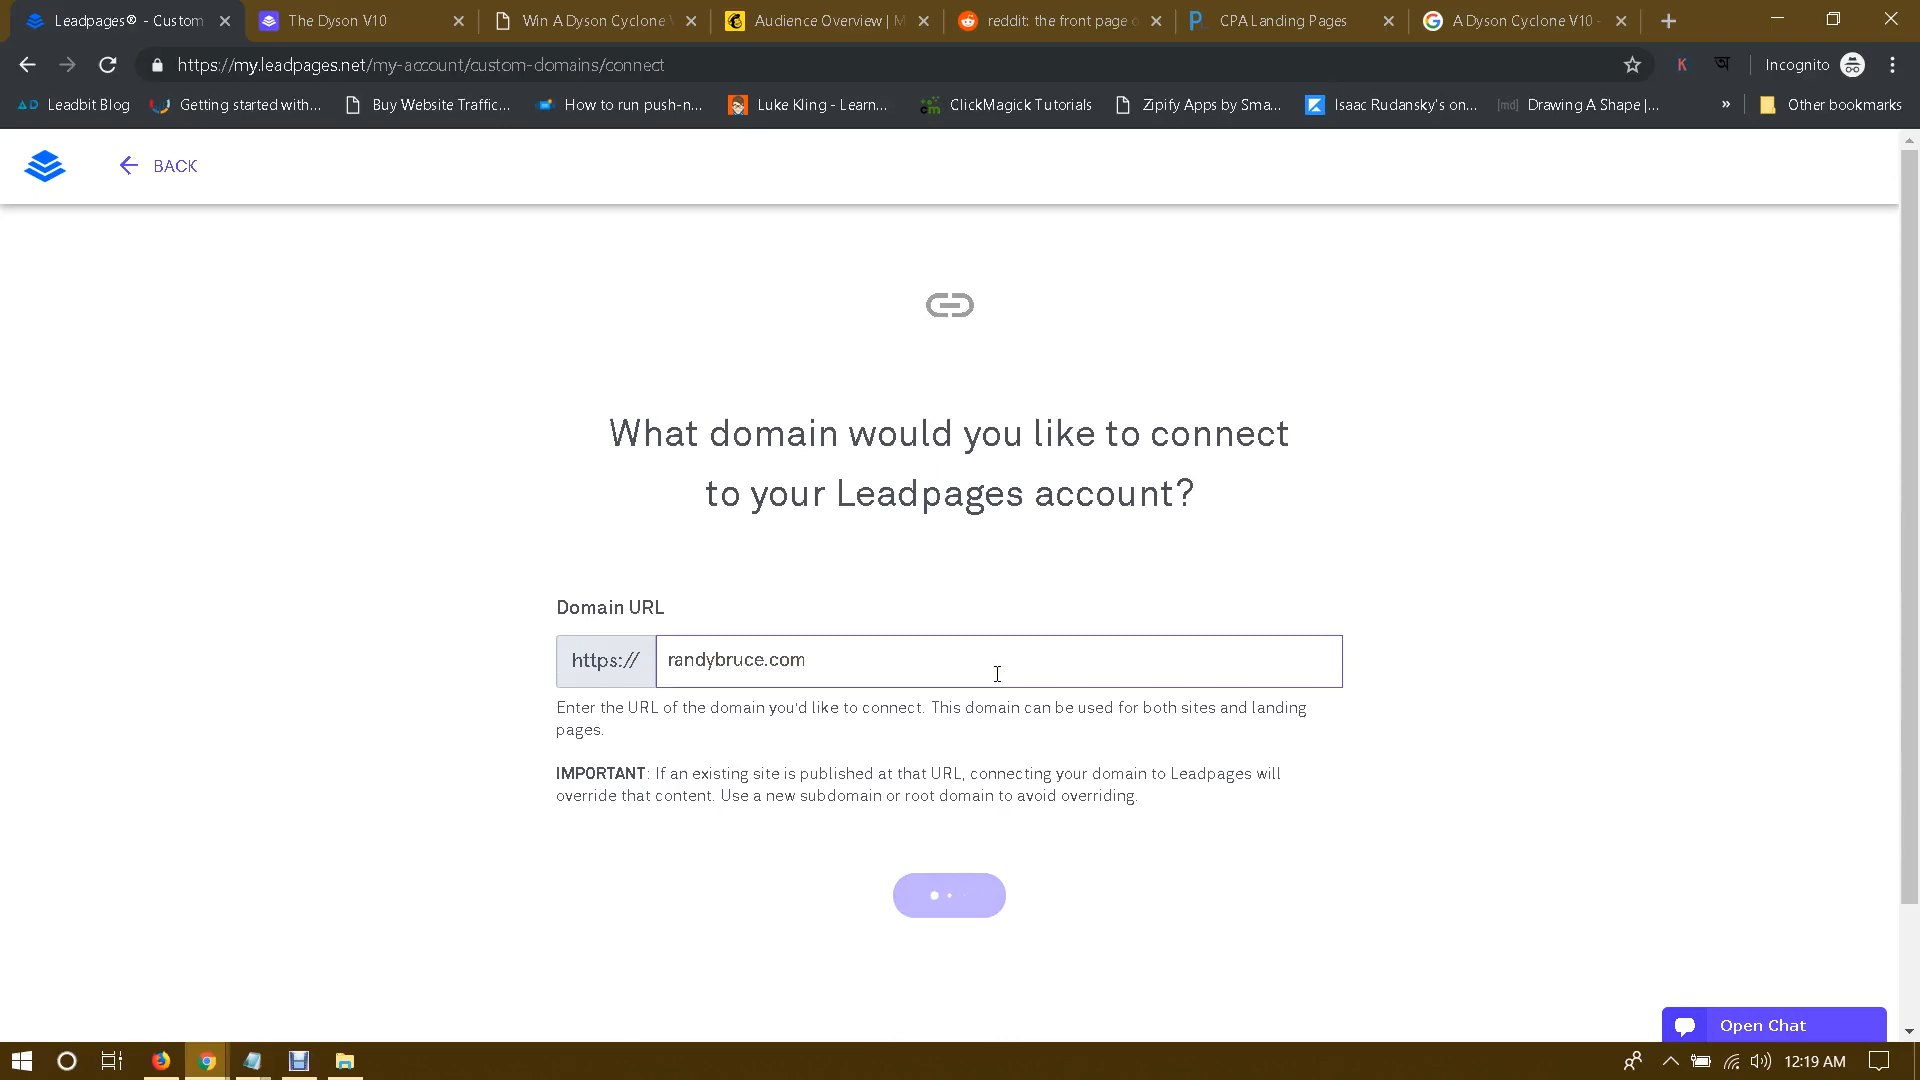 Leadpages® - Custom
The Dyson V10
Win A Dyson Cyclone
Audience Overview | M
reddit: the front page o
CPA Landing Pages
A Dyson Cyclone V10 -
https://my.leadpages.net/my-account/custom-domains/connect
K
অ
Incognito
AD Leadbit Blog
Getting started with...
Buy Website Traffic...
How to run push-n...
Luke Kling - Learn...
cm ClickMagick Tutorials
Zipify Apps by Sma...
Isaac Rudansky's on...
[md] Drawing A Shape |...
»
Other bookmarks
BACK
What domain would you like to connect
to your Leadpages account?
Domain URL
https://
randybruce.com
Enter the URL of the domain you'd like to connect. This domain can be used for both sites and landing
pages.
IMPORTANT: If an existing site is published at that URL, connecting your domain to Leadpages will
override that content. Use a new subdomain or root domain to avoid overriding.
Open Chat
12:19 AM